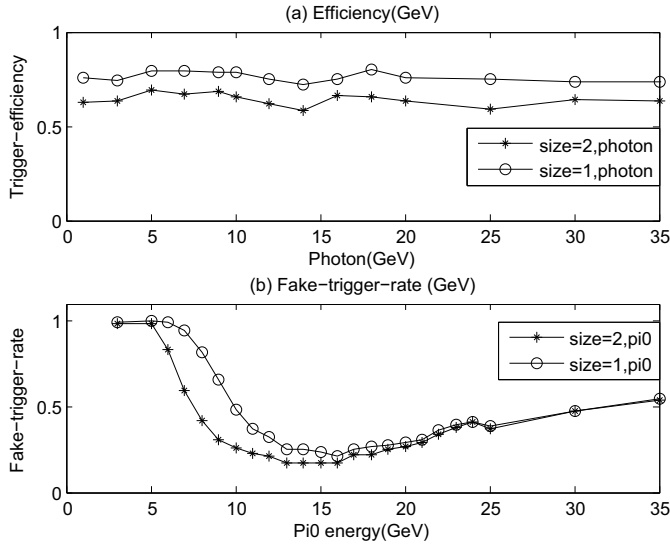 (a) Efficiency(GeV)
Trigger−efficiency
1
0.5
0
0 5 10 15 20 25 30 35
Photon(GeV)
size=2,photon
size=1,photon
(b) Fake−trigger−rate (GeV)
Fake−trigger−rate
1
0.5
0
0 5 10 15 20 25 30 35
Pi0 energy(GeV)
size=2,pi0
size=1,pi0